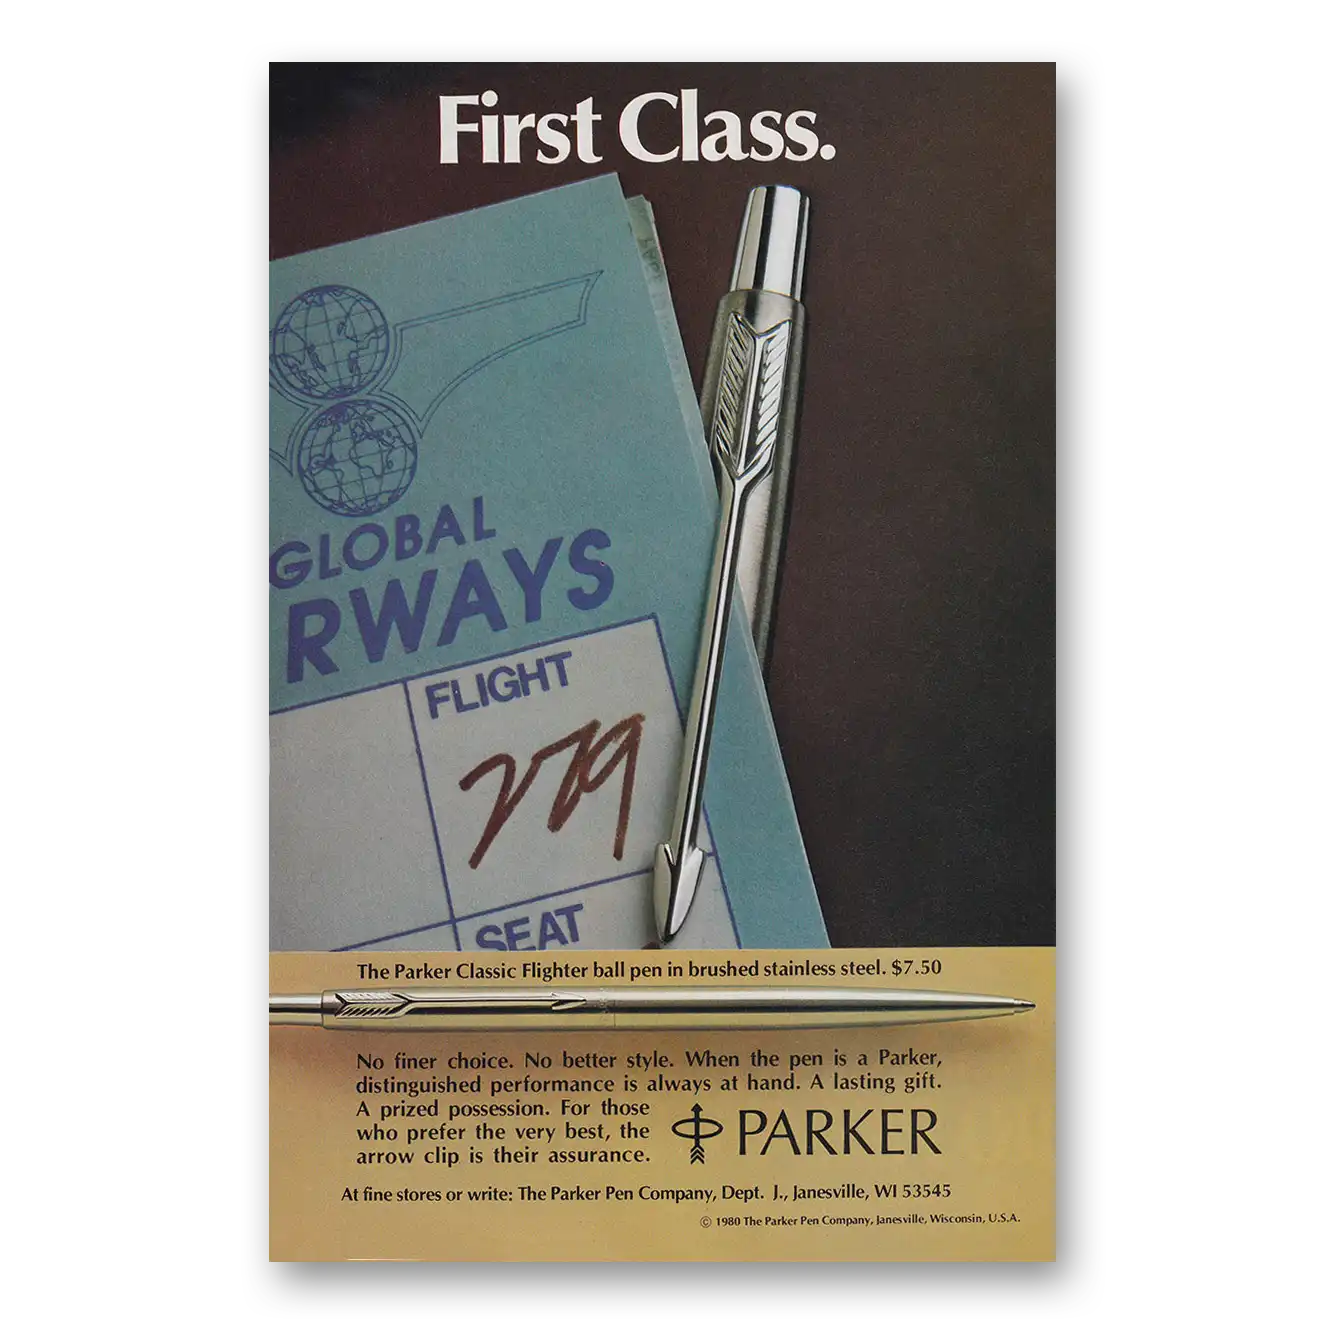 First Class.
GLOBAL
RWAYS
FLIGHT
279
SEAT
The Parker Classic Flighter ball pen in brushed stainless steel. $7.50
No finer choice. No better style. When the pen is a Parker,
distinguished performance is always at hand. A lasting gift.
A prized possession. For those
who prefer the very best, the
arrow clip is their assurance.
PARKER
At fine stores or write: The Parker Pen Company, Dept. J., Janesville, WI 53545
© 1980 The Parker Pen Company, Janesville, Wisconsin, U.S.A.